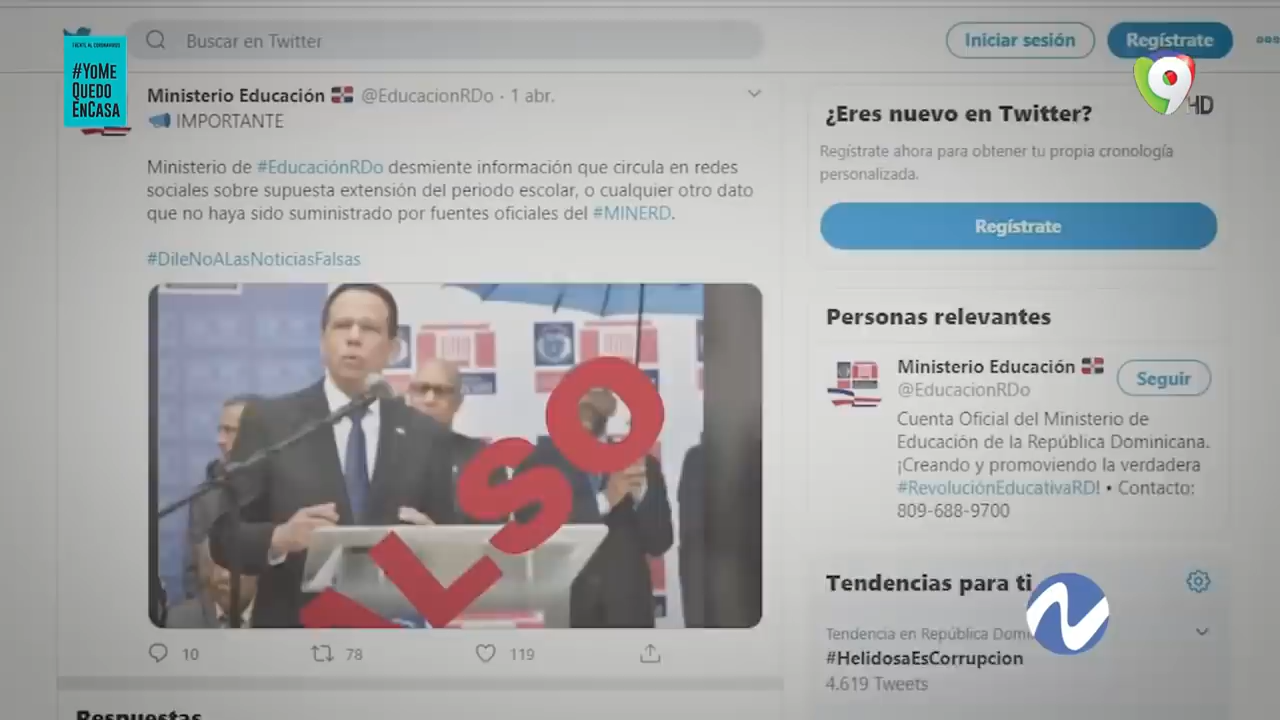 Buscar en Twitter
Iniciar sesión
Regístrate
FRENTE AL CORONAVIRUS
#YoMe
QUEDO
ENCASA
HD
Ministerio Educación @EducacionRDo · 1 abr.
IMPORTANTE
Ministerio de #EducaciónRDo desmiente información que circula en redes
sociales sobre supuesta extensión del periodo escolar, o cualquier otro dato
que no haya sido suministrado por fuentes oficiales del #MINERD.
#DileNoALasNoticiasFalsas
LSO
10
78
119
Respuestas
¿Eres nuevo en Twitter?
Regístrate ahora para obtener tu propia cronología
personalizada.
Regístrate
Personas relevantes
Ministerio Educación
@EducacionRDo
Seguir
Cuenta Oficial del Ministerio de
Educación de la República Dominicana.
¡Creando y promoviendo la verdadera
#RevoluciónEducativaRD! • Contacto:
809-688-9700
Tendencias para ti
Tendencia en República Domi
#HelidosaEsCorrupcion
4.619 Tweets